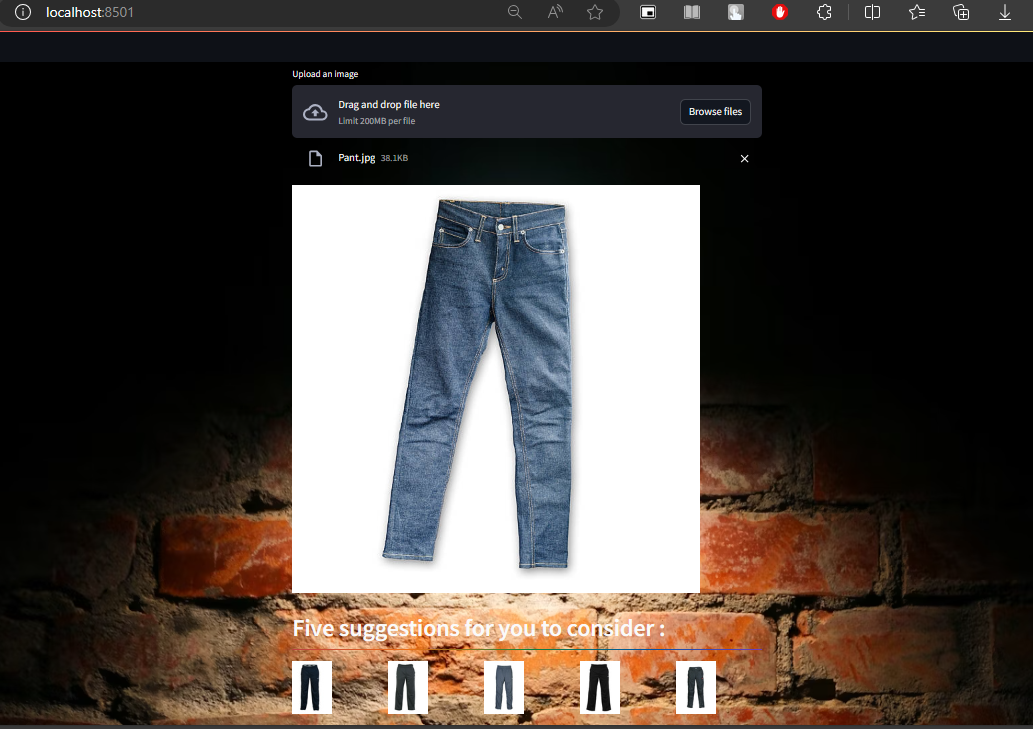 localhost:8501
Upload an image
Drag and drop file here
Limit 200MB per file
Browse files
Pant.jpg 38.1KB
Five suggestions for you to consider :